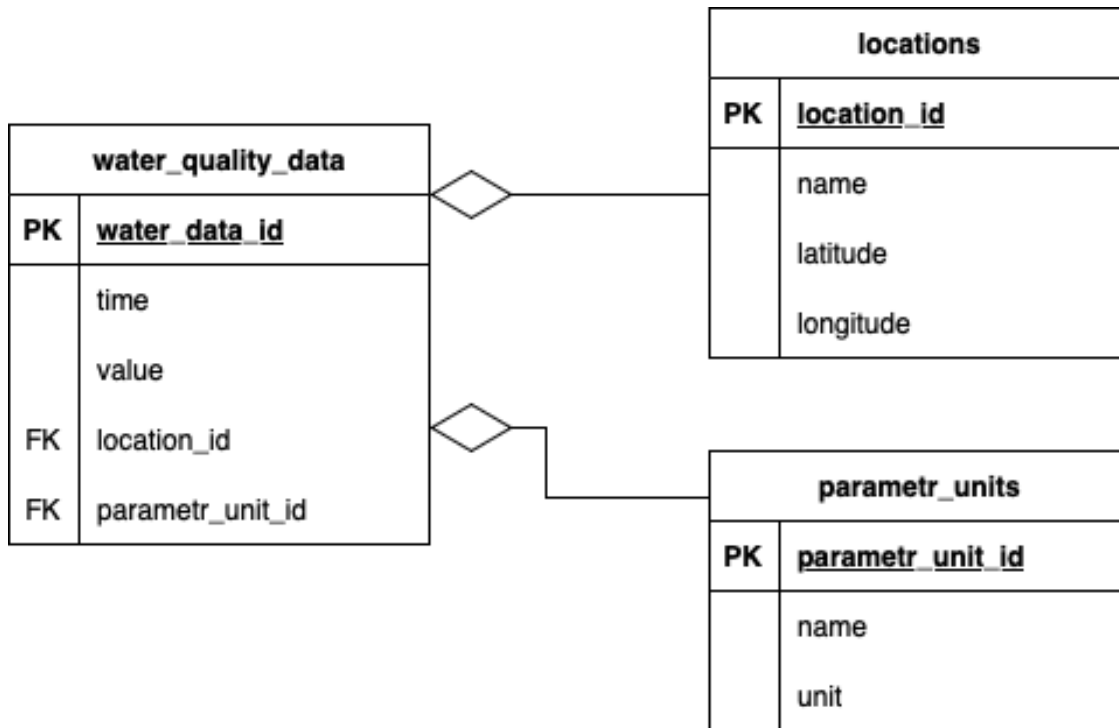 water_quality_data
PK water_data_id
time
value
FK location_id
FK parametr_unit_id
locations
PK location_id
name
latitude
longitude
parametr_units
PK parametr_unit_id
name
unit